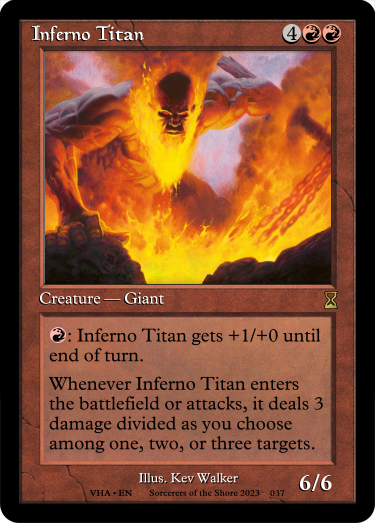 Inferno Titan 4
Creature — Giant
: Inferno Titan gets +1/+0 until
end of turn.
Whenever Inferno Titan enters
the battlefield or attacks, it deals 3
damage divided as you choose
among one, two, or three targets.
Illus. Kev Walker
6/6
VHA • EN Sorcerers of the Shore 2023 037